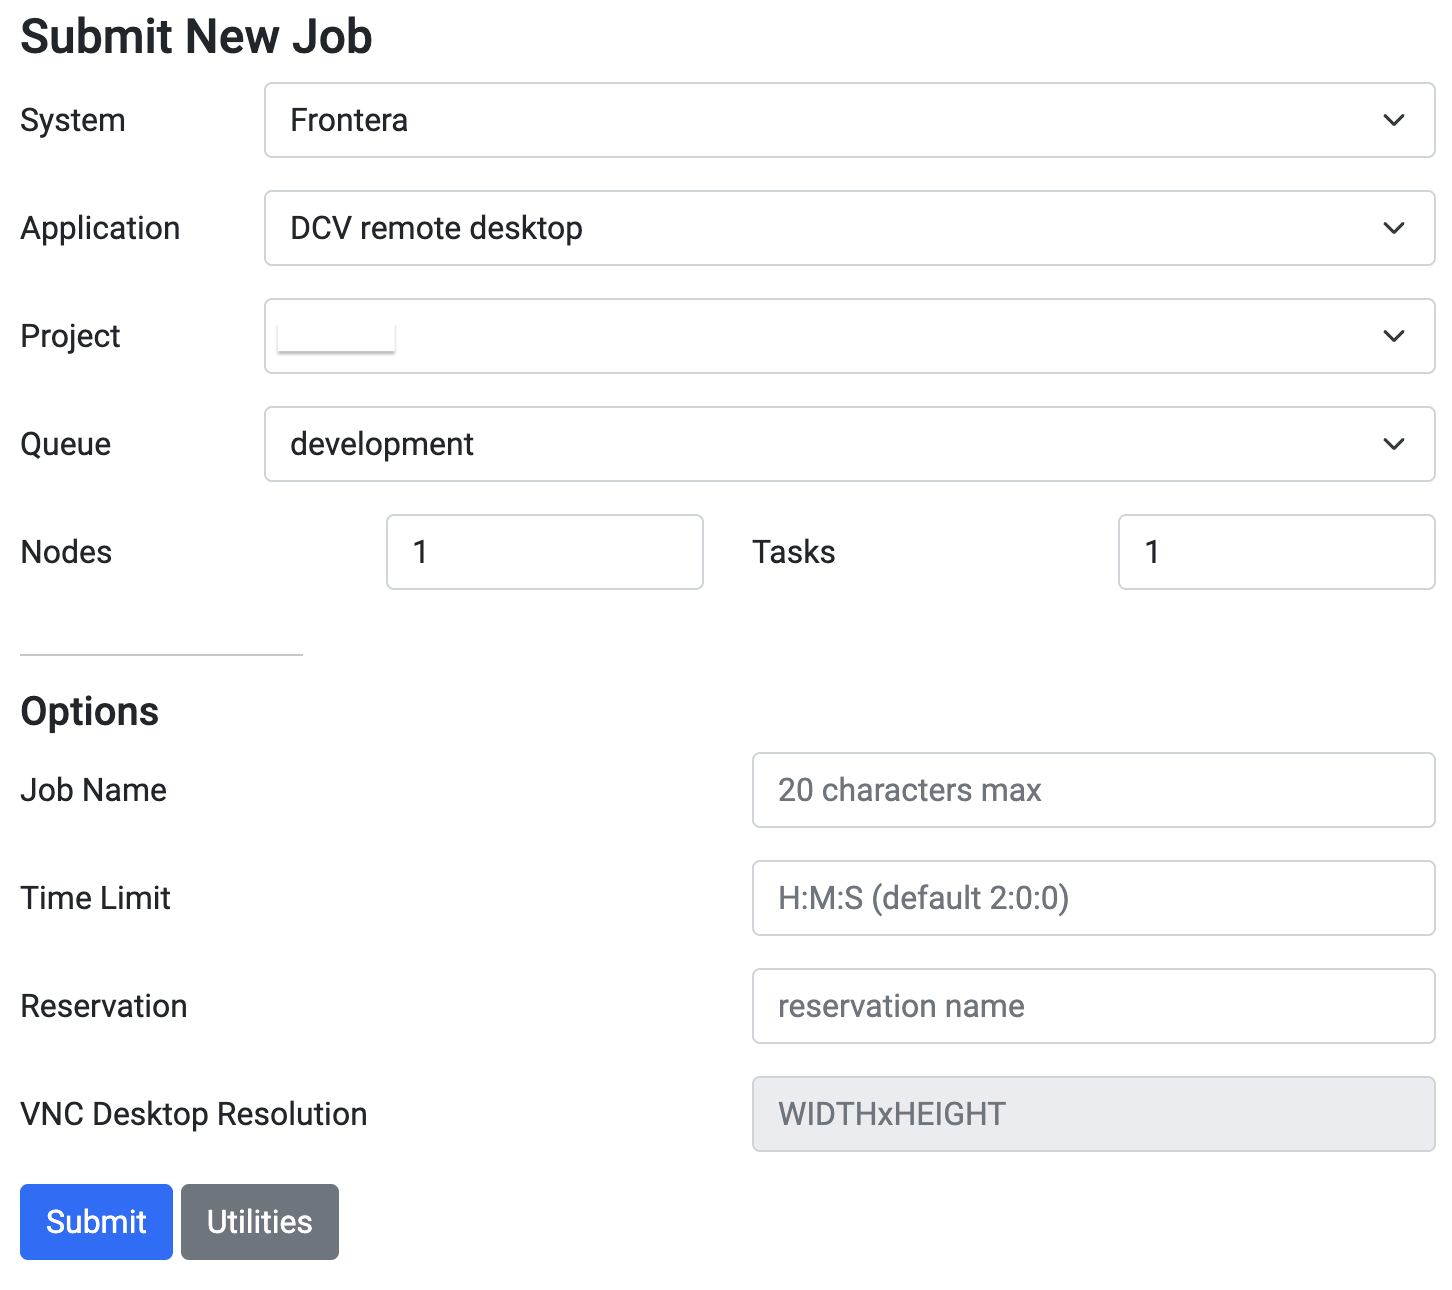 Submit New Job
System Frontera
Application DCV remote desktop
Project
Queue development
Nodes 1 Tasks 1
Options
Job Name 20 characters max
Time Limit H:M:S (default 2:0:0)
Reservation reservation name
VNC Desktop Resolution WIDTHxHEIGHT
Submit Utilities